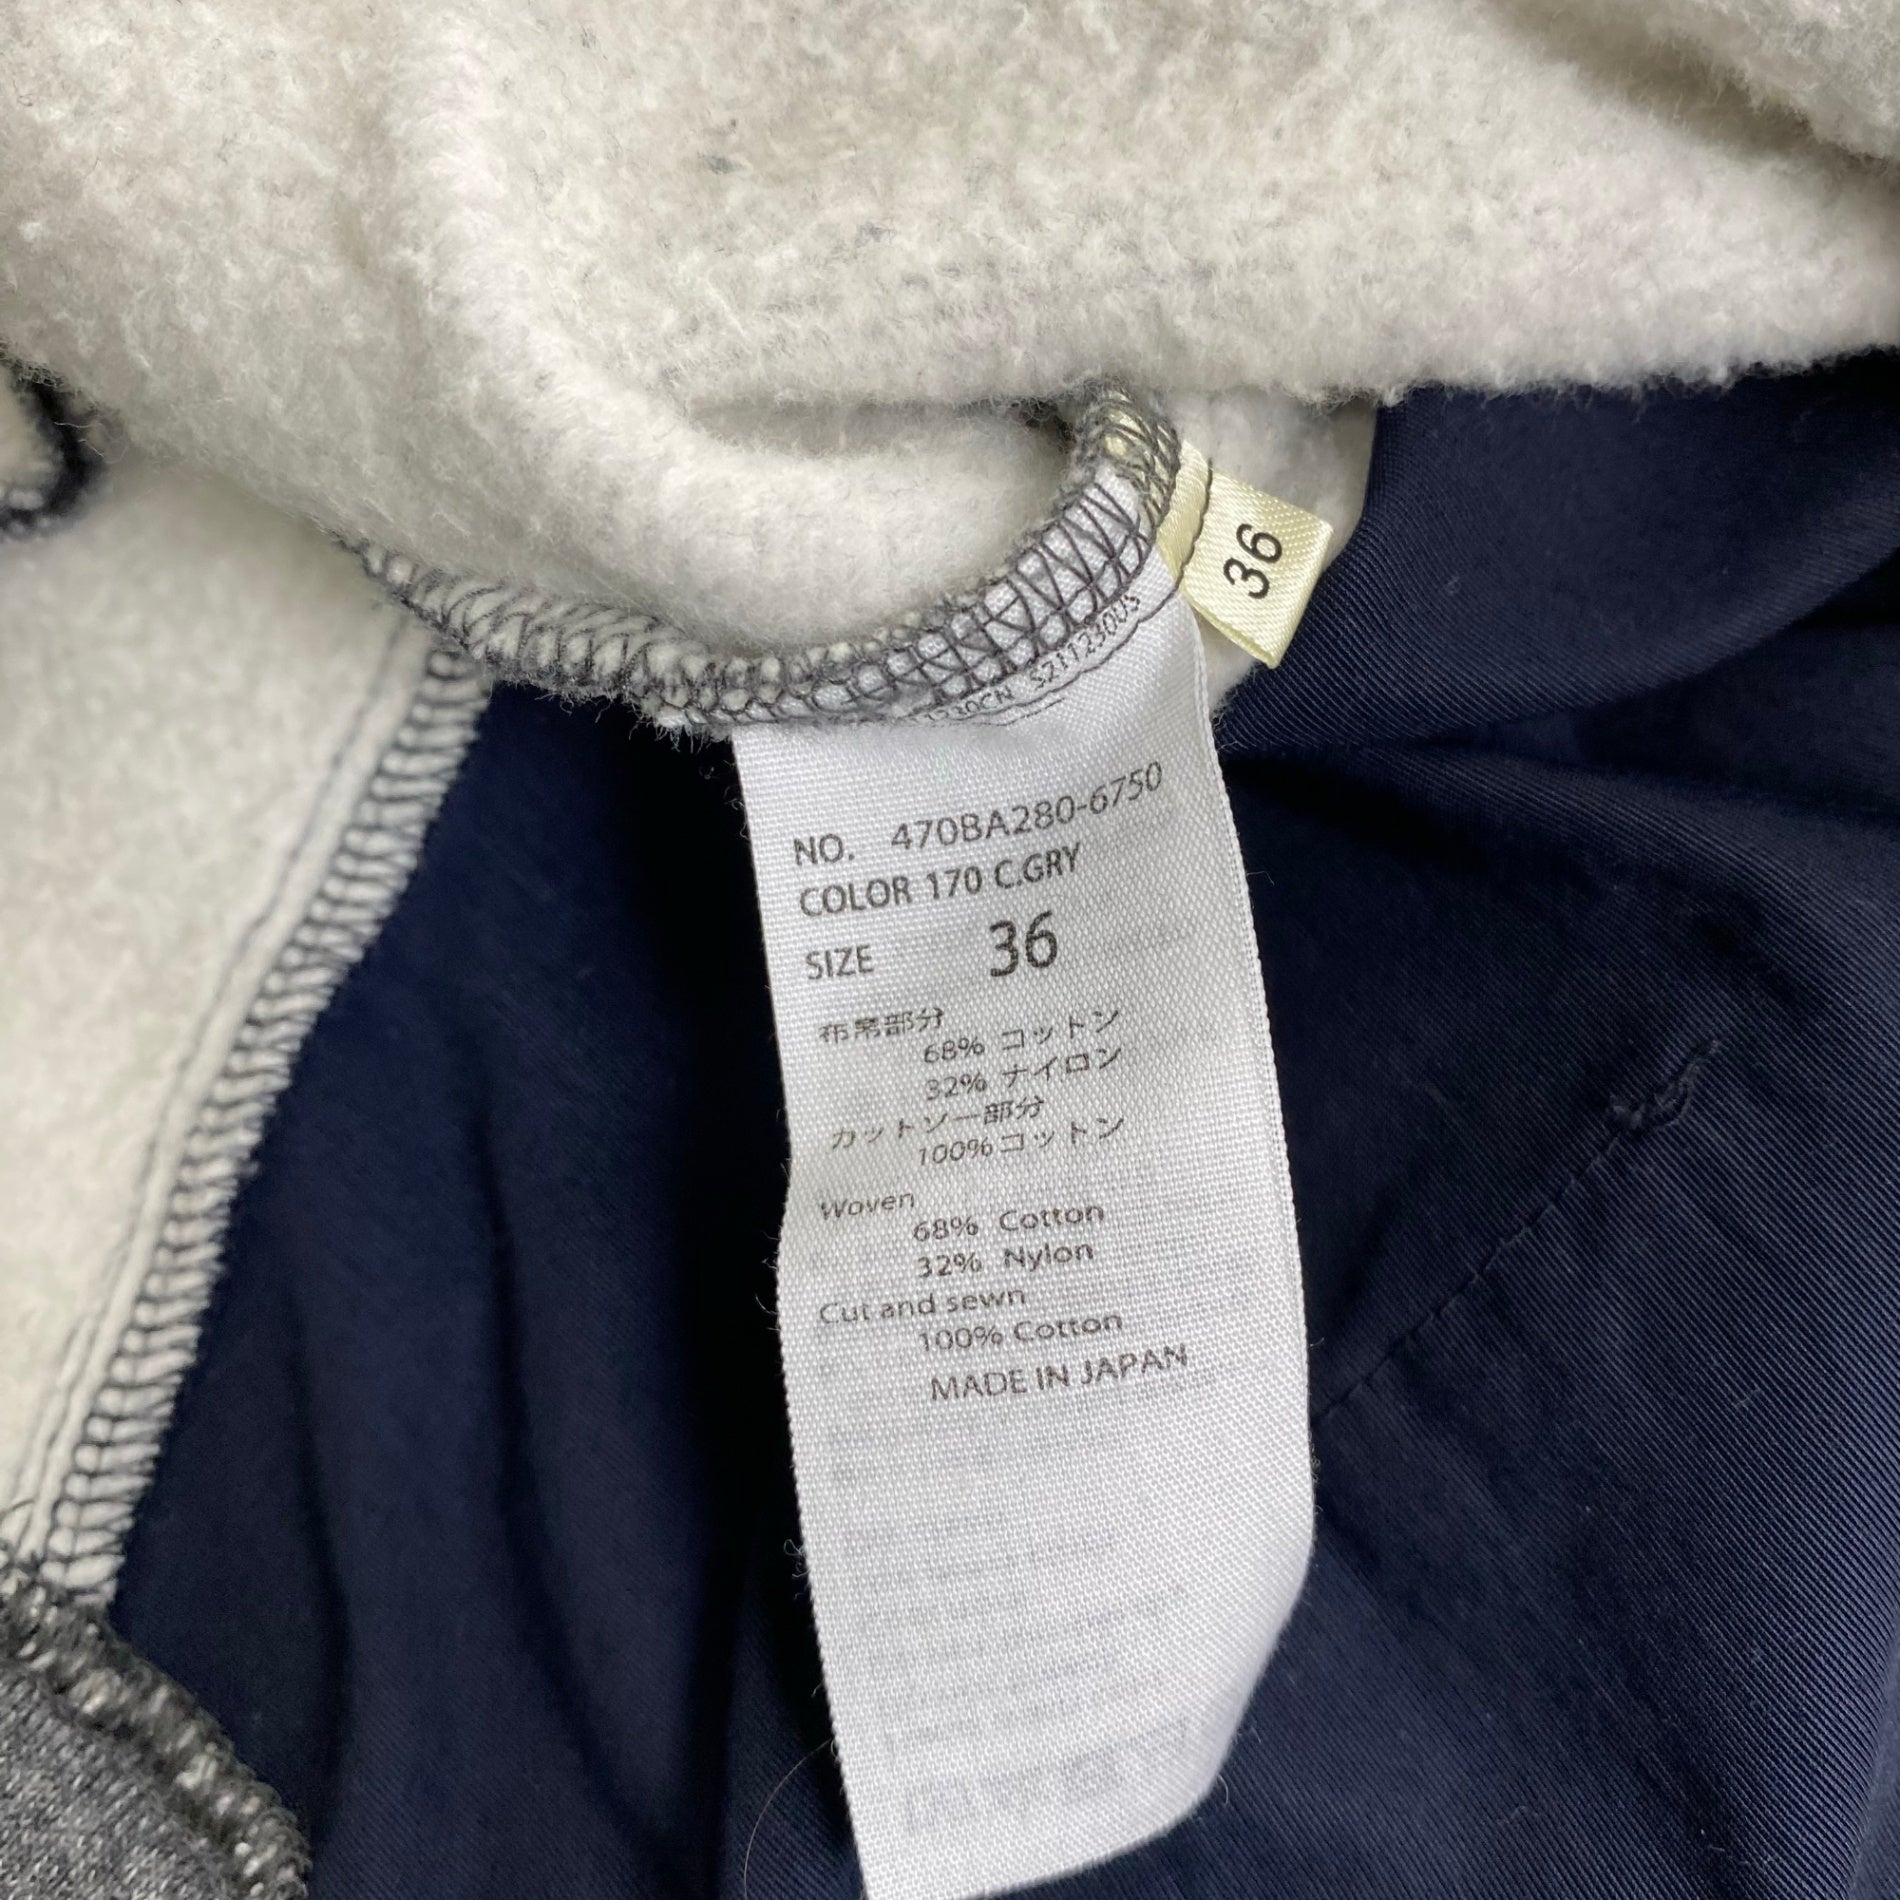 36
1330CN S211230US
NO. 470BA280-6750
COLOR 170 C.GRY
SIZE 36
布帛部分
68% コットン
32% ナイロン
カットソー部分
100% コットン
Woven
68% Cotton
32% Nylon
Cut and sewn
100% Cotton
MADE IN JAPAN